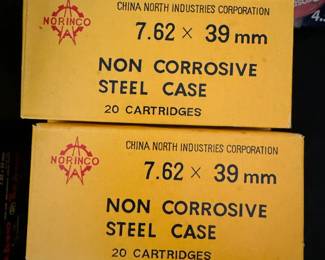 CHINA NORTH INDUSTRIES CORPORATION
NORINCO
7.62 × 39 mm
NON CORROSIVE
STEEL CASE
20 CARTRIDGES
CHINA NORTH INDUSTRIES CORPORATION
NORINCO
7.62 × 39 mm
NON CORROSIVE
STEEL CASE
20 CARTRIDGES